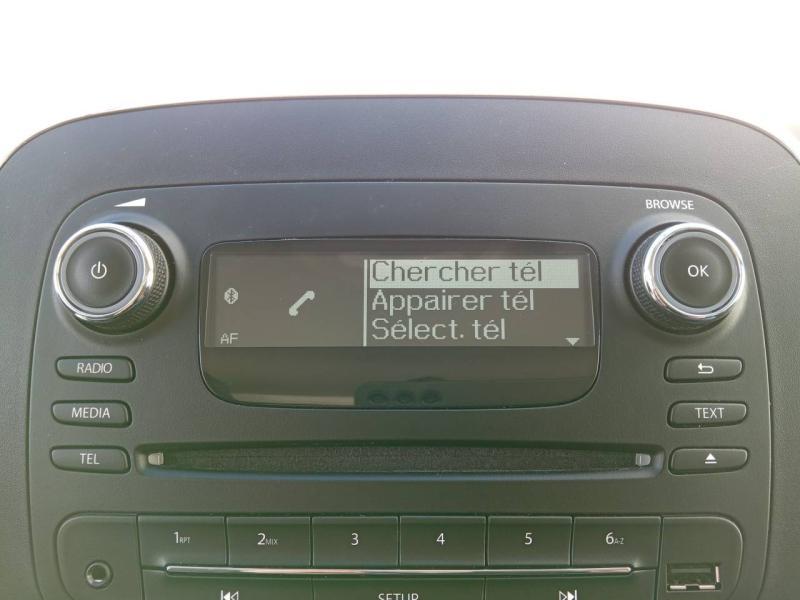 BROWSE
OK
Chercher tél
Appairer tél
Sélect. tél
AF
RADIO
MEDIA
TEXT
TEL
1RPT
2MIX
3
4
5
6A-Z
SETUP